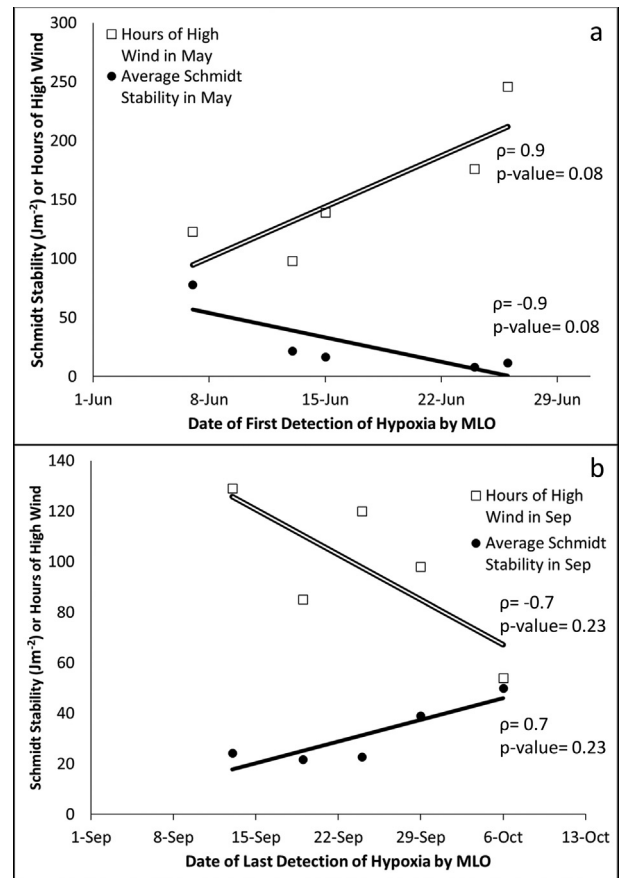 a
Hours of High
Wind in May
Average Schmidt
Stability in May
Schmidt Stability (Jm-2) or Hours of High Wind
300
250
200
150
100
50
0
ρ= 0.9
p-value= 0.08
ρ= -0.9
p-value= 0.08
1-Jun 8-Jun 15-Jun 22-Jun 29-Jun
Date of First Detection of Hypoxia by MLO
b
Hours of High
Wind in Sep
Average Schmidt
Stability in Sep
Schmidt Stability (Jm-2) or Hours of High Wind
140
120
100
80
60
40
20
0
ρ= -0.7
p-value= 0.23
ρ= 0.7
p-value= 0.23
1-Sep 8-Sep 15-Sep 22-Sep 29-Sep 6-Oct 13-Oct
Date of Last Detection of Hypoxia by MLO